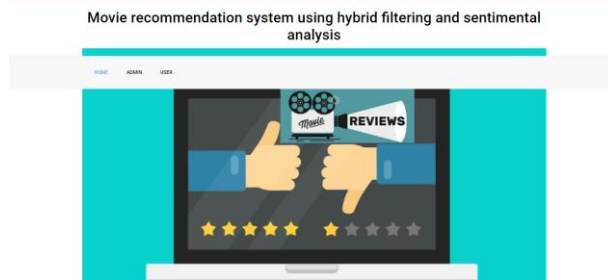 Movie recommendation system using hybrid filtering and sentimental
analysis
HOME ADMIN USER
Movie
REVIEWS